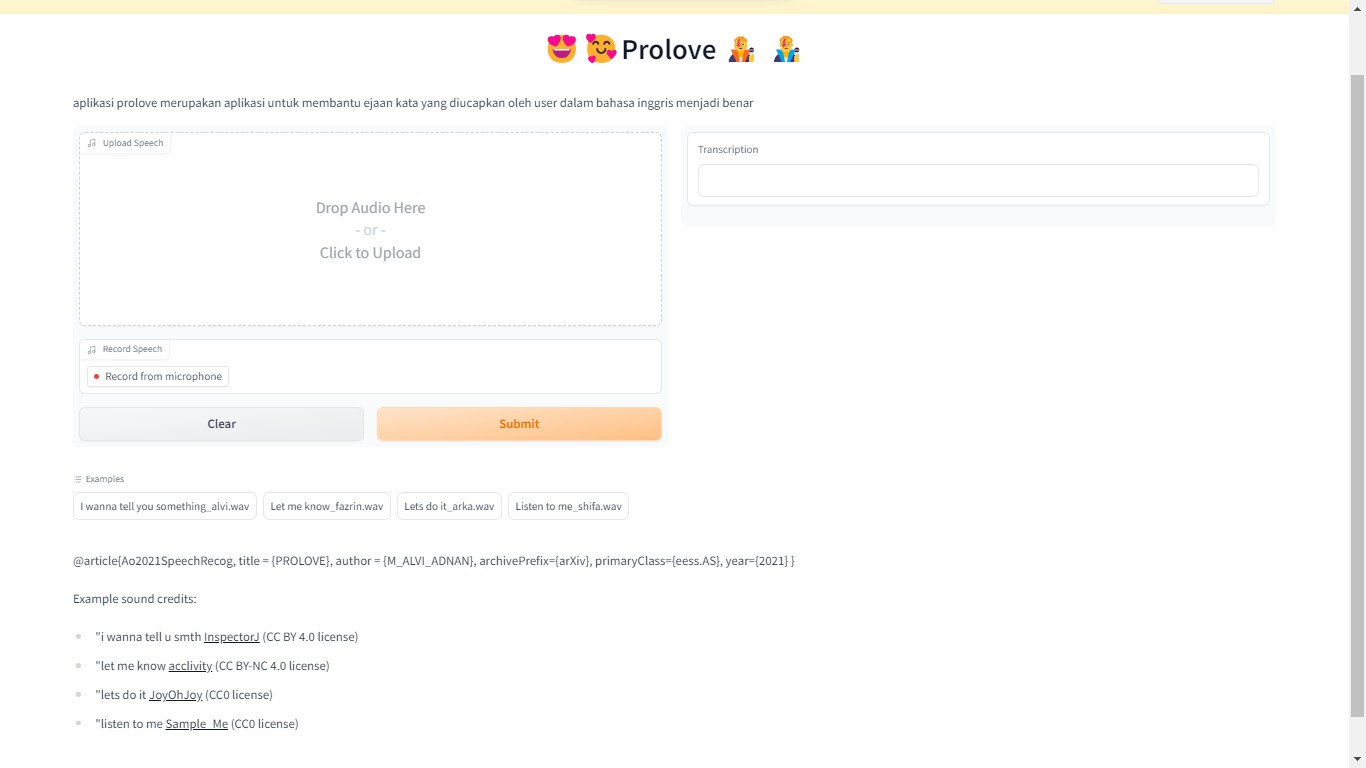 😍 🥰 Prolove 🧑‍🎤 👨‍🎤
aplikasi prolove merupakan aplikasi untuk membantu ejaan kata yang diucapkan oleh user dalam bahasa inggris menjadi benar
Upload Speech
Drop Audio Here
- or -
Click to Upload
Record Speech
Record from microphone
Clear
Submit
Transcription
Examples
I wanna tell you something_alvi.wav
Let me know_fazrin.wav
Lets do it_arka.wav
Listen to me_shifa.wav
@article{Ao2021SpeechRecog, title = {PROLOVE}, author = {M_ALVI_ADNAN}, archivePrefix={arXiv}, primaryClass={eess.AS}, year={2021} }
Example sound credits:
"i wanna tell u smth InspectorJ (CC BY 4.0 license)
"let me know acclivity (CC BY-NC 4.0 license)
"lets do it JoyOhJoy (CC0 license)
"listen to me Sample_Me (CC0 license)